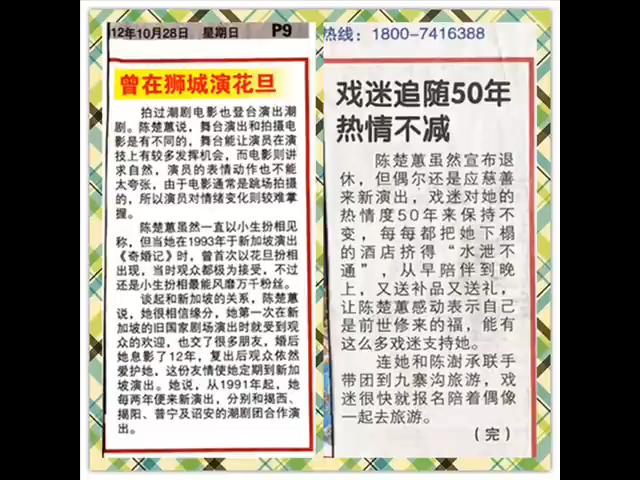 12年10月28日 星期日 P9
曾在狮城演花旦
拍过潮剧电影也登台演出潮
剧。陈楚蕙说，舞台演出和拍摄电
影是有不同的，舞台能让演员在演
技上有较多发挥机会，而电影则讲
求自然，演员的表情动作也不能
太夸张，由于电影通常是跳场拍摄
的，所以演员对情绪变化则较难掌
握。
陈楚蕙虽然一直以小生扮相见
称，但当她在1993年于新加坡演出
《奇婚记》时，曾首次以花旦扮相
出现，当时观众都极为接受，不过
还是小生扮相最能风靡万千粉丝。
谈起和新加坡的关系，陈楚蕙
说，她很相信缘分，她第一次在新
加坡的旧国家剧场演出时就受到观
众的欢迎，也交了很多朋友，婚后
她息影了12年，复出后观众依然
爱护她，这份友情使她定期到新加
坡演出。她说，从1991年起，她
每两年便来新演出，分别和揭西、
揭阳、普宁及诏安的潮剧团合作演
出。
热线：1800-7416388
戏迷追随50年
热情不减
陈楚蕙虽然宣布退
休，但偶尔还是应慈善
来新演出，戏迷对她的
热情度50年来保持不
变，每每都把她下榻
的酒店挤得“水泄不
通”，从早陪伴到晚
上，又送补品又送礼，
让陈楚蕙感动表示自己
是前世修来的福，能有
这么多戏迷支持她。
连她和陈澍承联手
带团到九寨沟旅游，戏
迷很快就报名陪着偶像
一起去旅游。
（完）